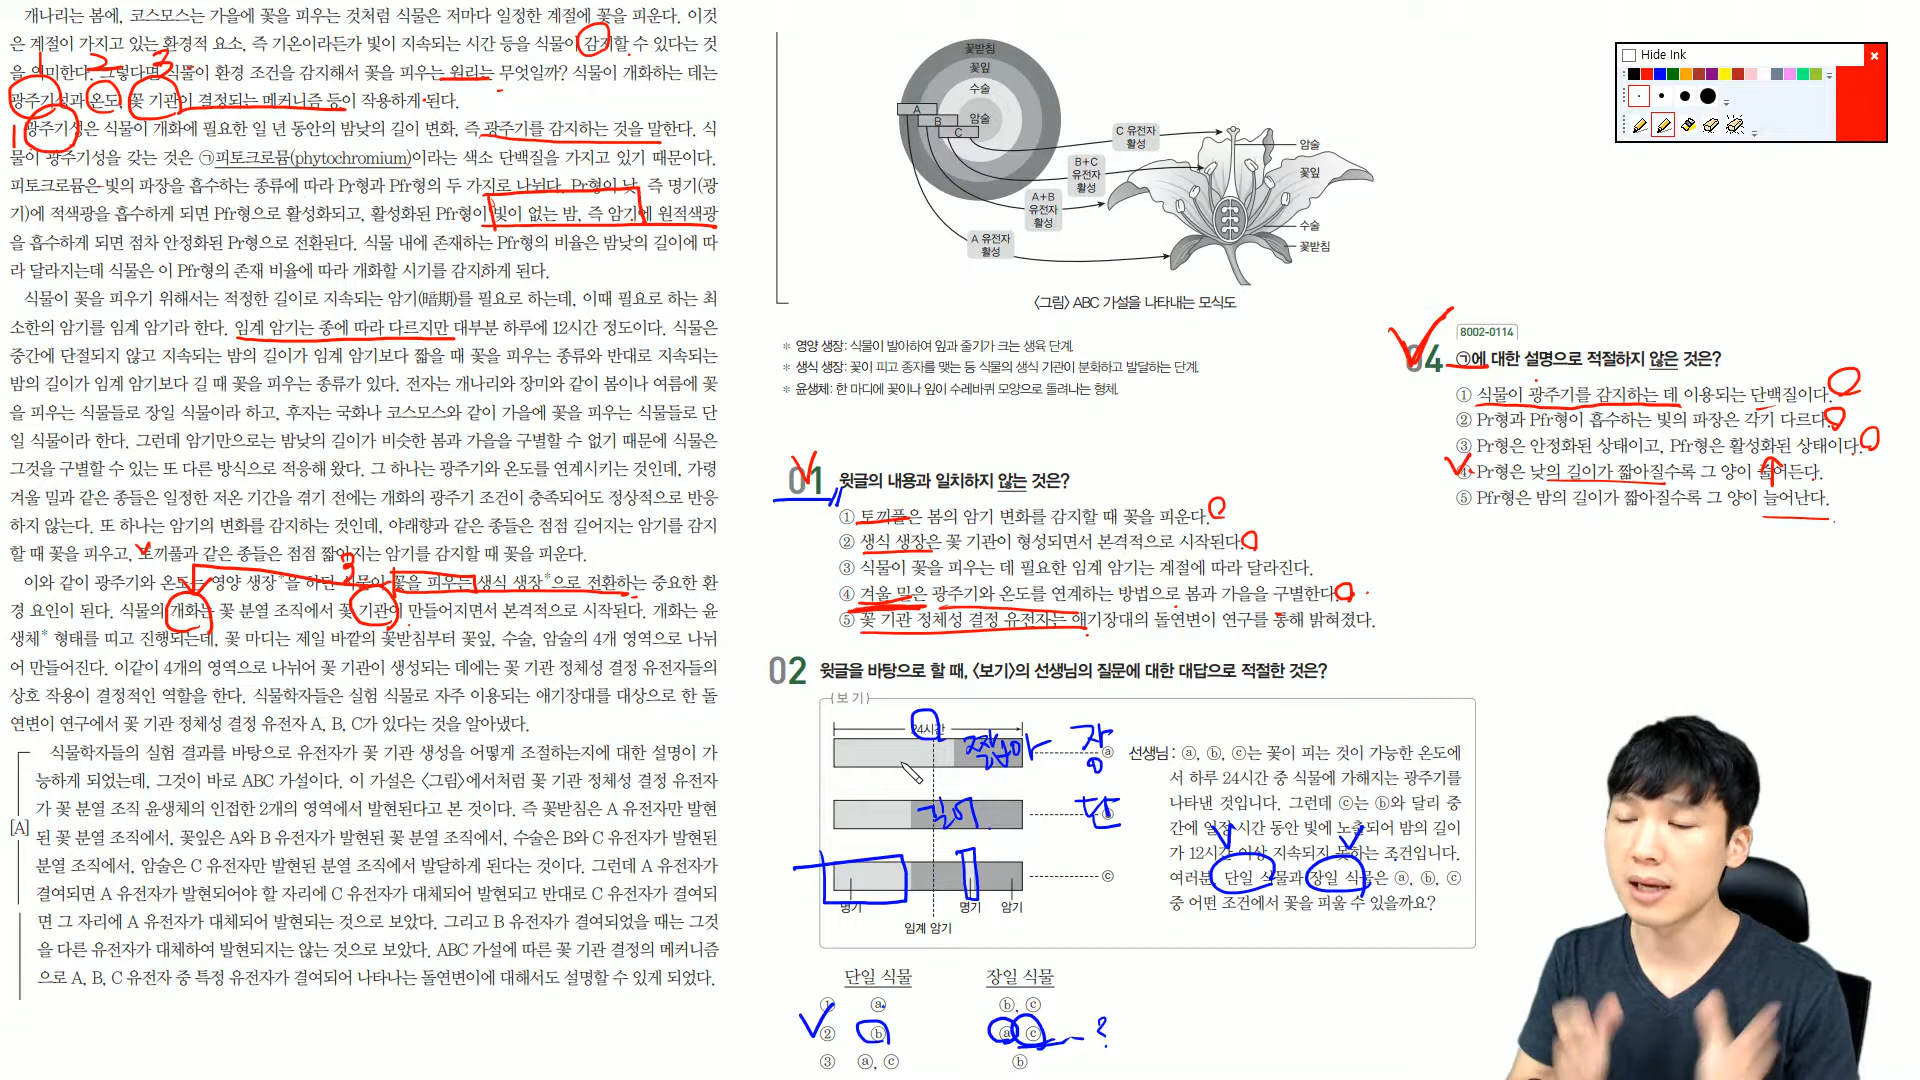 개나리는 봄에, 코스모스는 가을에 꽃을 피우는 것처럼 식물은 저마다 일정한 계절에 꽃을 피운다. 이것
은 계절이 가지고 있는 환경적 요소, 즉 기온이라든가 빛이 지속되는 시간 등을 식물이 감지할 수 있다는 것
을 의미한다. 그렇다면 식물이 환경 조건을 감지해서 꽃을 피우는 원리는 무엇일까? 식물이 개화하는 데는
광주기성과 온도, 꽃 기관이 결정되는 메커니즘 등이 작용하게 된다.
광주기성은 식물이 개화에 필요한 일 년 동안의 밤낮의 길이 변화, 즉 광주기를 감지하는 것을 말한다. 식
물이 광주기성을 갖는 것은 ㉠피토크로뮴(phytochromium)이라는 색소 단백질을 가지고 있기 때문이다.
피토크로뮴은 빛의 파장을 흡수하는 종류에 따라 Pr형과 Pfr형의 두 가지로 나뉜다. Pr형이 낮, 즉 명기(광
기)에 적색광을 흡수하게 되면 Pfr형으로 활성화되고, 활성화된 Pfr형이 빛이 없는 밤, 즉 암기에 원적색광
을 흡수하게 되면 점차 안정화된 Pr형으로 전환된다. 식물 내에 존재하는 Pfr형의 비율은 밤낮의 길이에 따
라 달라지는데 식물은 이 Pfr형의 존재 비율에 따라 개화할 시기를 감지하게 된다.
식물이 꽃을 피우기 위해서는 적정한 길이로 지속되는 암기(暗期)를 필요로 하는데, 이때 필요로 하는 최
소한의 암기를 임계 암기라 한다. 임계 암기는 종에 따라 다르지만 대부분 하루에 12시간 정도이다. 식물은
중간에 단절되지 않고 지속되는 밤의 길이가 임계 암기보다 짧을 때 꽃을 피우는 종류와 반대로 지속되는
밤의 길이가 임계 암기보다 길 때 꽃을 피우는 종류가 있다. 전자는 개나리와 장미와 같이 봄이나 여름에 꽃
을 피우는 식물들로 장일 식물이라 하고, 후자는 국화나 코스모스와 같이 가을에 꽃을 피우는 식물들로 단
일 식물이라 한다. 그런데 암기만으로는 밤낮의 길이가 비슷한 봄과 가을을 구별할 수 없기 때문에 식물은
그것을 구별할 수 있는 또 다른 방식으로 적응해 왔다. 그 하나는 광주기와 온도를 연계시키는 것인데, 가령
겨울 밀과 같은 종들은 일정한 저온 기간을 겪기 전에는 개화의 광주기 조건이 충족되어도 정상적으로 반응
하지 않는다. 또 하나는 암기의 변화를 감지하는 것인데, 야래향과 같은 종들은 점점 길어지는 암기를 감지
할 때 꽃을 피우고, 토끼풀과 같은 종들은 점점 짧아지는 암기를 감지할 때 꽃을 피운다.
이와 같이 광주기와 온도는 영양 생장*을 하던 식물이 꽃을 피우는 생식 생장*으로 전환하는 중요한 환
경 요인이 된다. 식물의 개화는 꽃 분열 조직에서 꽃 기관이 만들어지면서 본격적으로 시작된다. 개화는 윤
생체* 형태를 띠고 진행되는데, 꽃 마디는 제일 바깥의 꽃받침부터 꽃잎, 수술, 암술의 4개 영역으로 나뉘
어 만들어진다. 이같이 4개의 영역으로 나뉘어 꽃 기관이 생성되는 데에는 꽃 기관 정체성 결정 유전자들의
상호 작용이 결정적인 역할을 한다. 식물학자들은 실험 식물로 자주 이용되는 애기장대를 대상으로 한 돌
연변이 연구에서 꽃 기관 정체성 결정 유전자 A, B, C가 있다는 것을 알아냈다.
식물학자들의 실험 결과를 바탕으로 유전자가 꽃 기관 생성을 어떻게 조절하는지에 대한 설명이 가
능하게 되었는데, 그것이 바로 ABC 가설이다. 이 가설은 〈그림〉에서처럼 꽃 기관 정체성 결정 유전자
가 꽃 분열 조직 윤생체의 인접한 2개의 영역에서 발현된다고 본 것이다. 즉 꽃받침은 A 유전자만 발현
[A]
된 꽃 분열 조직에서, 꽃잎은 A와 B 유전자가 발현된 꽃 분열 조직에서, 수술은 B와 C 유전자가 발현된
분열 조직에서, 암술은 C 유전자만 발현된 분열 조직에서 발달하게 된다는 것이다. 그런데 A 유전자가
결여되면 A 유전자가 발현되어야 할 자리에 C 유전자가 대체되어 발현되고 반대로 C 유전자가 결여되
면 그 자리에 A 유전자가 대체되어 발현되는 것으로 보았다. 그리고 B 유전자가 결여되었을 때는 그것
을 다른 유전자가 대체하여 발현되지는 않는 것으로 보았다. ABC 가설에 따른 꽃 기관 결정의 메커니즘
으로 A, B, C 유전자 중 특정 유전자가 결여되어 나타나는 돌연변이에 대해서도 설명할 수 있게 되었다.
1 2 3
1
3
꽃받침
꽃잎
수술
암술
A
B
C
C 유전자
활성
B+C
유전자
활성
A+B
유전자
활성
A 유전자
활성
암술
꽃잎
수술
꽃받침
〈그림〉 ABC 가설을 나타내는 모식도
* 영양 생장: 식물이 발아하여 잎과 줄기가 크는 생육 단계.
* 생식 생장: 꽃이 피고 종자를 맺는 등 식물의 생식 기관이 분화하고 발달하는 단계.
* 윤생체: 한 마디에 꽃이나 잎이 수레바퀴 모양으로 돌려나는 형체.
01 윗글의 내용과 일치하지 않는 것은?
① 토끼풀은 봄의 암기 변화를 감지할 때 꽃을 피운다.
② 생식 생장은 꽃 기관이 형성되면서 본격적으로 시작된다.
③ 식물이 꽃을 피우는 데 필요한 임계 암기는 계절에 따라 달라진다.
④ 겨울 밀은 광주기와 온도를 연계하는 방법으로 봄과 가을을 구별한다.
⑤ 꽃 기관 정체성 결정 유전자는 애기장대의 돌연변이 연구를 통해 밝혀졌다.
02 윗글을 바탕으로 할 때, 〈보기〉의 선생님의 질문에 대한 대답으로 적절한 것은?
〈보 기〉
24시간
짧아
장
ⓐ
길어
단
ⓒ
명기
명기
암기
임계 암기
선생님: ⓐ, ⓑ, ⓒ는 꽃이 피는 것이 가능한 온도에
서 하루 24시간 중 식물에 가해지는 광주기를
나타낸 것입니다. 그런데 ⓒ는 ⓑ와 달리 중
간에 일정 시간 동안 빛에 노출되어 밤의 길이
가 12시간 이상 지속되지 못하는 조건입니다.
여러분, 단일 식물과 장일 식물은 ⓐ, ⓑ, ⓒ
중 어떤 조건에서 꽃을 피울 수 있을까요?
단일 식물 장일 식물
① ⓐ ⓑ, ⓒ
② ⓑ ⓐ, ⓒ ?
③ ⓐ, ⓒ ⓑ
8002-0114
04 ㉠에 대한 설명으로 적절하지 않은 것은?
① 식물이 광주기를 감지하는 데 이용되는 단백질이다.
② Pr형과 Pfr형이 흡수하는 빛의 파장은 각기 다르다.
③ Pr형은 안정화된 상태이고, Pfr형은 활성화된 상태이다.
④ Pr형은 낮의 길이가 짧아질수록 그 양이 줄어든다.
⑤ Pfr형은 밤의 길이가 짧아질수록 그 양이 늘어난다.
Hide Ink